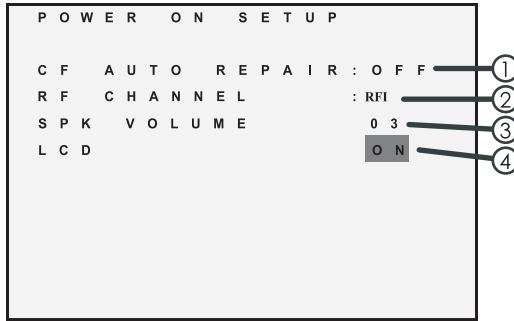 POWER ON SETUP
CF AUTO REPAIR:OFF 1
RF CHANNEL :RFI 2
SPK VOLUME 03 3
LCD ON 4